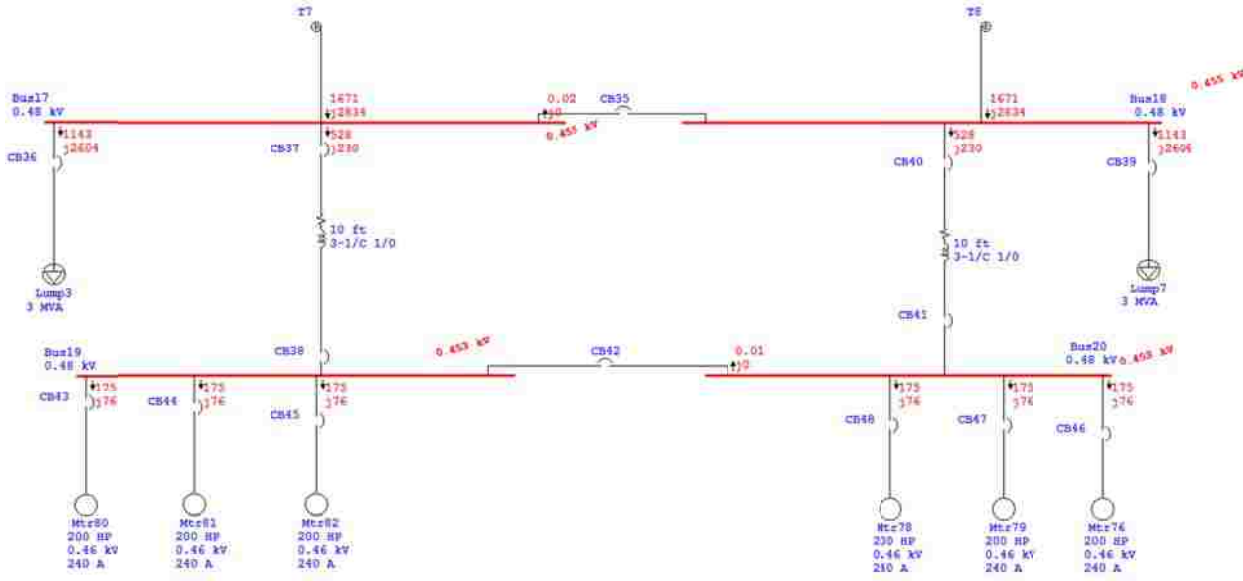 T7
T8
0.455 kV
1671
j2834
0.02
j0
CB35
1671
j2834
Bus17
0.48 kV
Bus18
0.48 kV
0.455 kV
1143
j2604
528
j230
528
j230
1143
j2604
CB36
CB37
CB40
CB39
10 ft
3-1/C 1/0
10 ft
3-1/C 1/0
Lump3
3 MVA
Lump7
3 MVA
CB41
Bus19
0.48 kV
CB38
0.453 kV
CB42
0.01
j0
Bus20
0.48 kV
0.453 kV
175
j76
175
j76
175
j76
175
j76
175
j76
175
j76
CB43
CB44
CB45
CB48
CB47
CB46
Mtr80
200 HP
0.46 kV
240 A
Mtr81
200 HP
0.46 kV
240 A
Mtr82
200 HP
0.46 kV
240 A
Mtr78
200 HP
0.46 kV
240 A
Mtr79
200 HP
0.46 kV
240 A
Mtr76
200 HP
0.46 kV
240 A